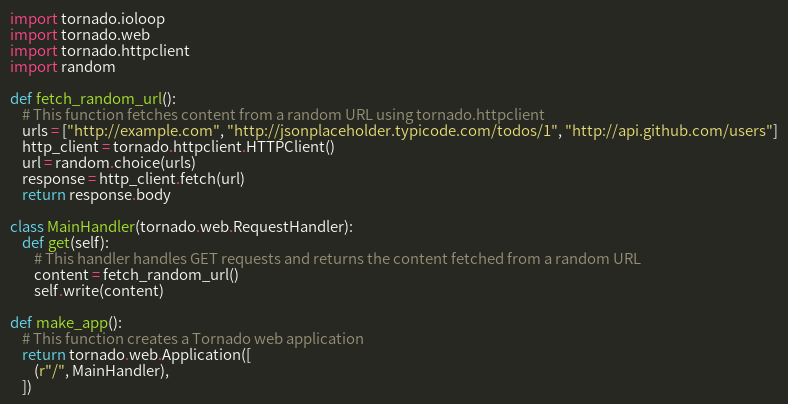 import tornado.ioloop
import tornado.web
import tornado.httpclient
import random

def fetch_random_url():
    # This function fetches content from a random URL using tornado.httpclient
    urls = ["http://example.com", "http://jsonplaceholder.typicode.com/todos/1", "http://api.github.com/users"]
    http_client = tornado.httpclient.HTTPClient()
    url = random.choice(urls)
    response = http_client.fetch(url)
    return response.body

class MainHandler(tornado.web.RequestHandler):
    def get(self):
        # This handler handles GET requests and returns the content fetched from a random URL
        content = fetch_random_url()
        self.write(content)

def make_app():
    # This function creates a Tornado web application
    return tornado.web.Application([
        (r"/", MainHandler),
    ])